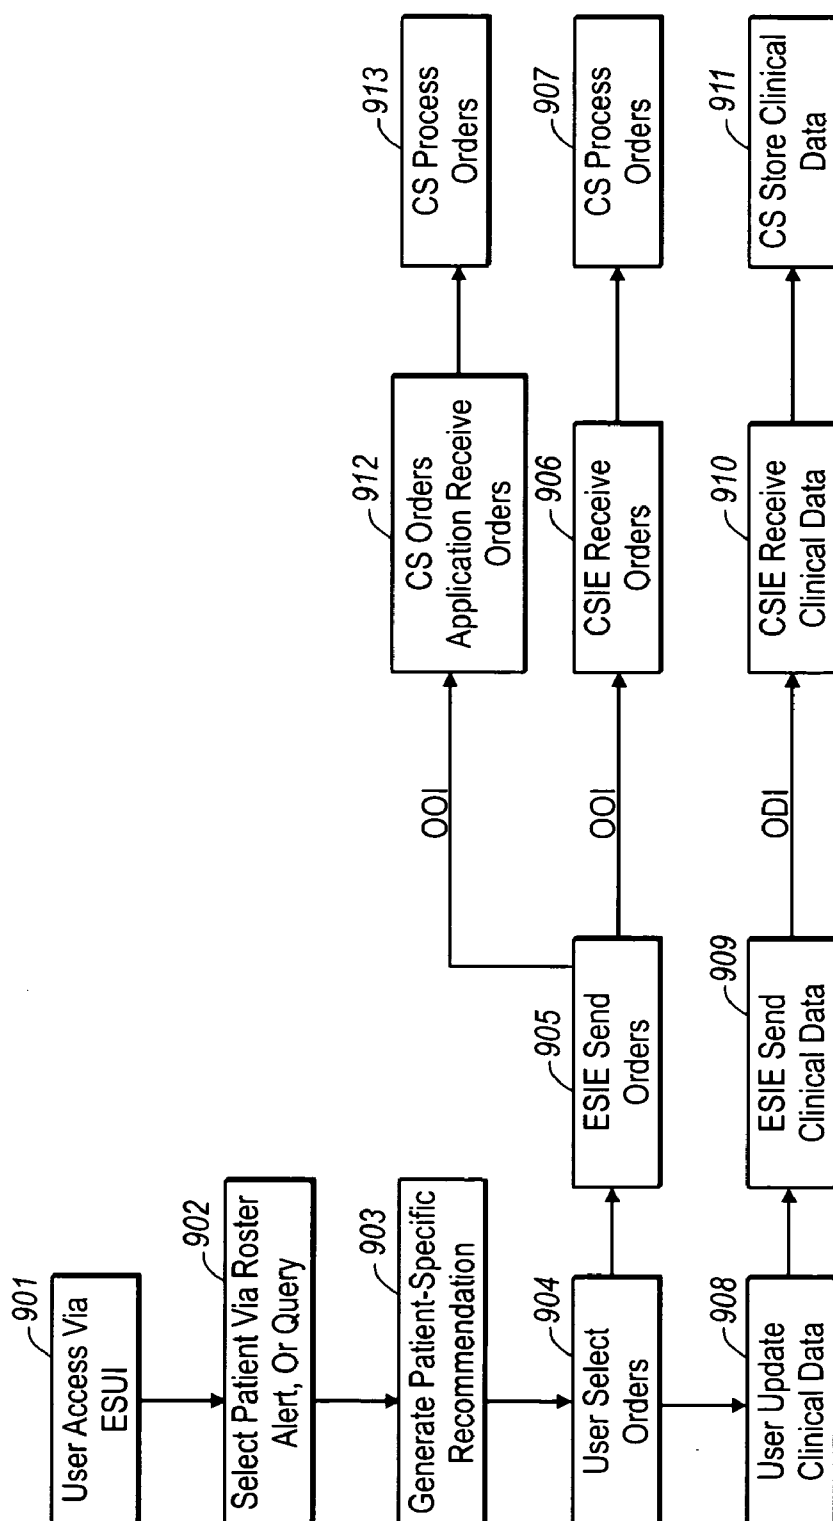 901
User Access Via
ESUI
902
Select Patient Via Roster
Alert, Or Query
903
Generate Patient-Specific
Recommendation
904
User Select
Orders
905
ESIE Send
Orders
OOI
912
CS Orders
Application Receive
Orders
913
CS Process
Orders
OOI
906
CSIE Receive
Orders
907
CS Process
Orders
908
User Update
Clinical Data
909
ESIE Send
Clinical Data
ODI
910
CSIE Receive
Clinical Data
911
CS Store Clinical
Data